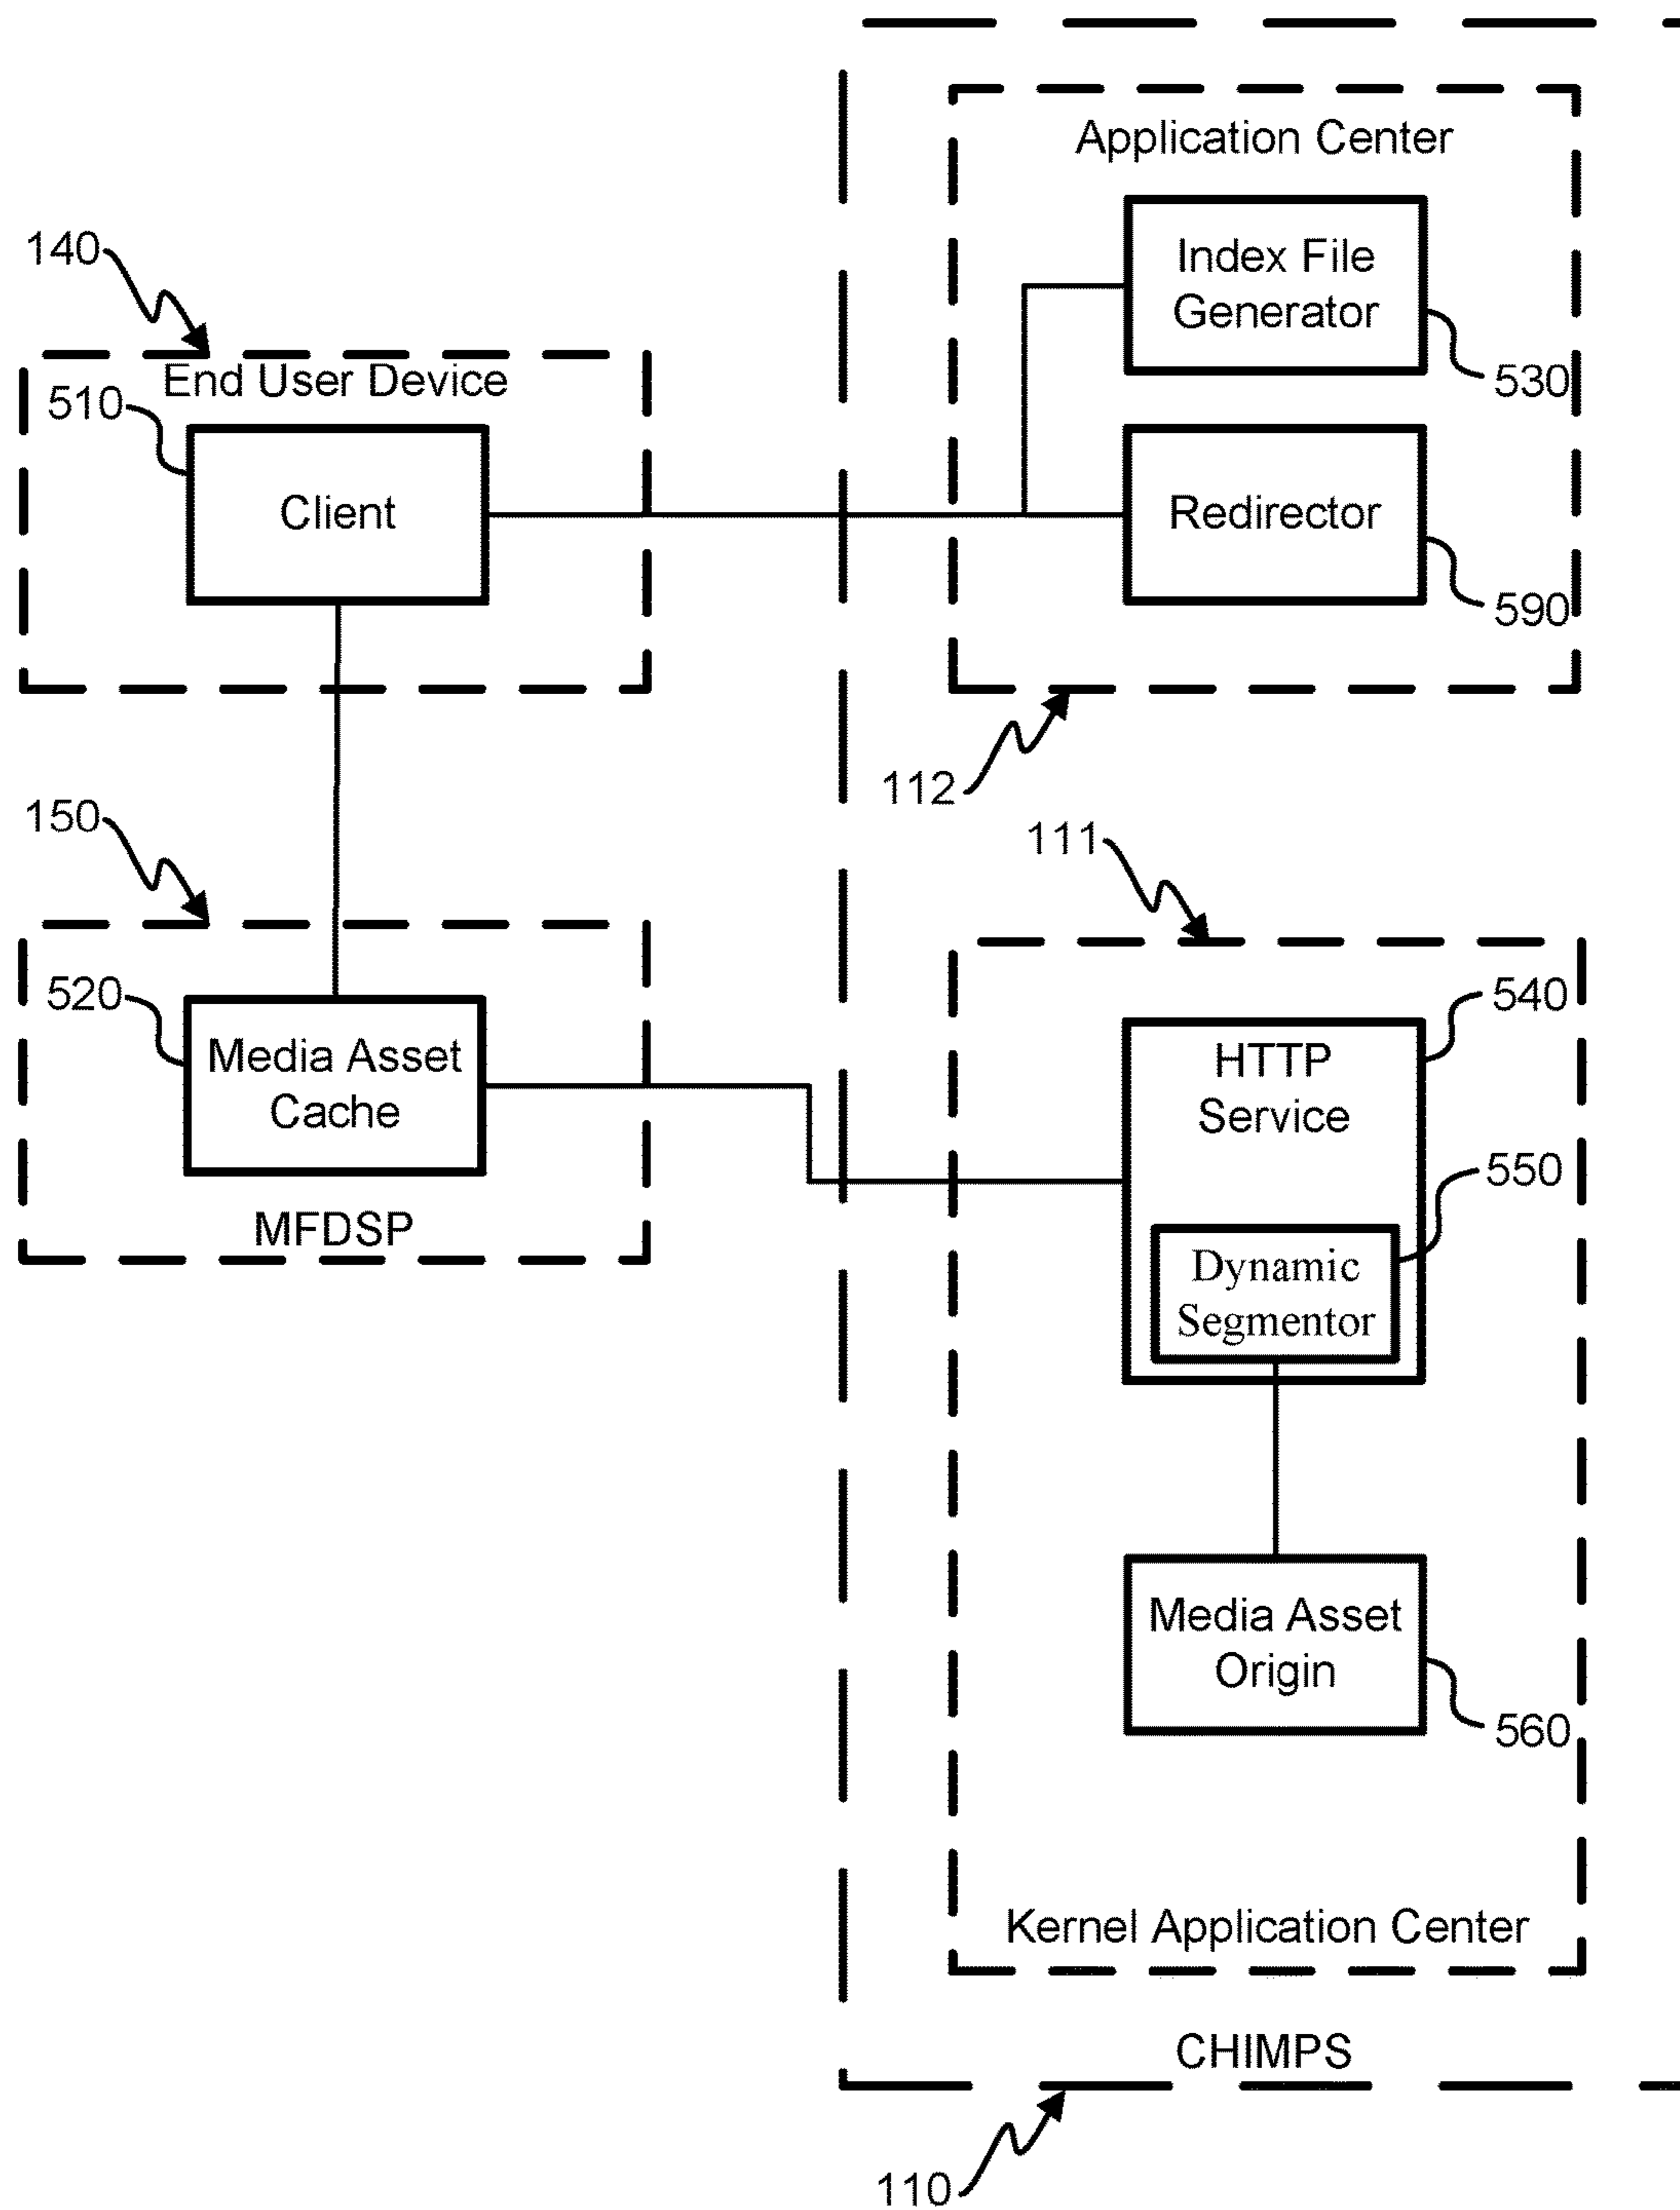 Application Center
Index File
Generator
530
140
End User Device
510
Client
Redirector
590
112
150
111
520
Media Asset
Cache
MFDSP
540
HTTP
Service
550
Dynamic
Segmentor
Media Asset
Origin
560
Kernel Application Center
CHIMPS
110